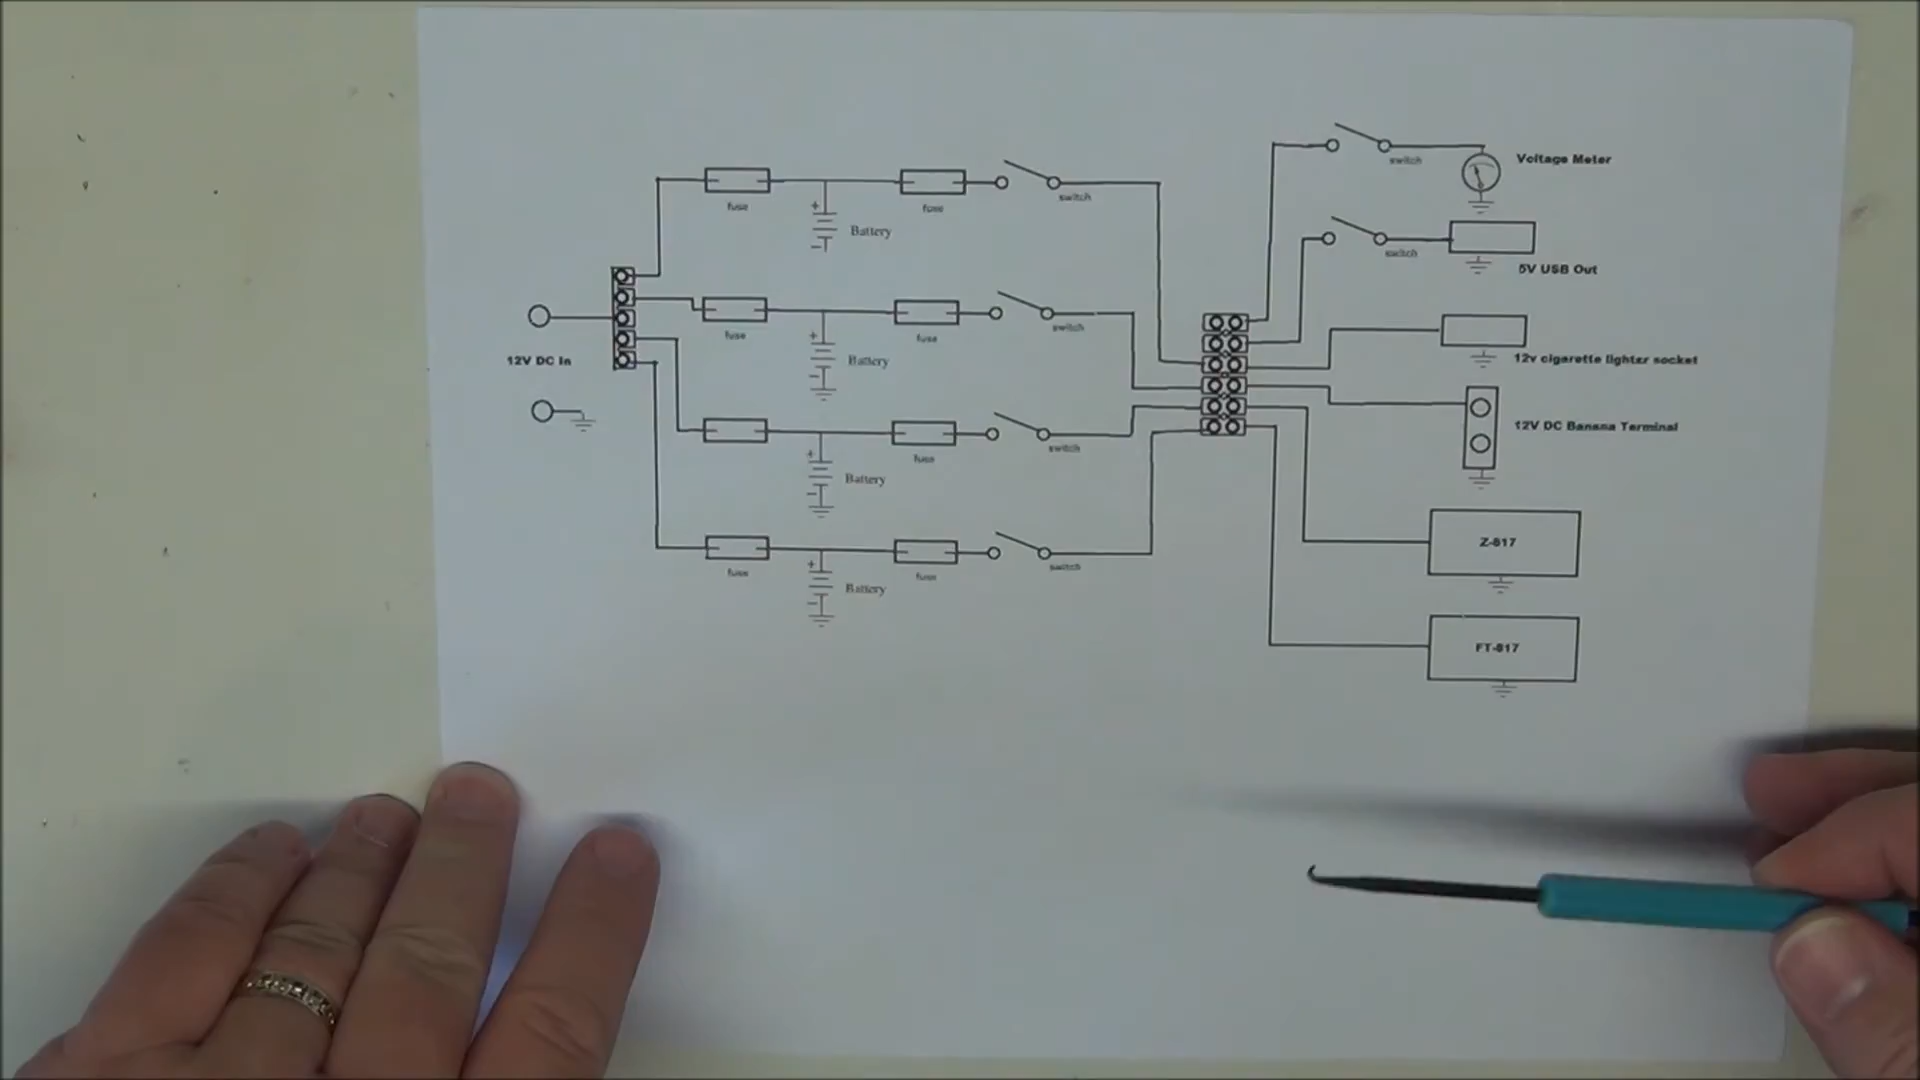 Voltage Meter
switch
fuse
fuse
switch
Battery
switch
5V USB Out
fuse
fuse
switch
12V DC In
Battery
12v cigarette lighter socket
12V DC Banana Terminal
fuse
switch
Battery
Z-817
fuse
fuse
switch
Battery
FT-817